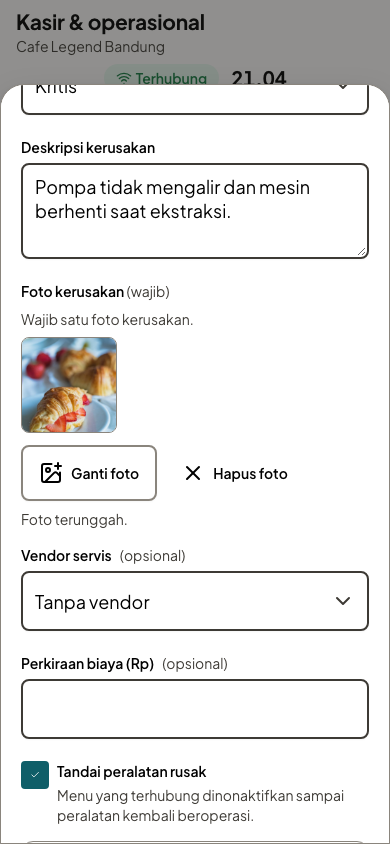 Kasir & operasional
Cafe Legend Bandung
Terhubung 21.04
Kritis
Deskripsi kerusakan
Pompa tidak mengalir dan mesin
berhenti saat ekstraksi.
Foto kerusakan (wajib)
Wajib satu foto kerusakan.
Ganti foto
Hapus foto
Foto terunggah.
Vendor servis (opsional)
Tanpa vendor
Perkiraan biaya (Rp) (opsional)
Tandai peralatan rusak
Menu yang terhubung dinonaktifkan sampai
peralatan kembali beroperasi.